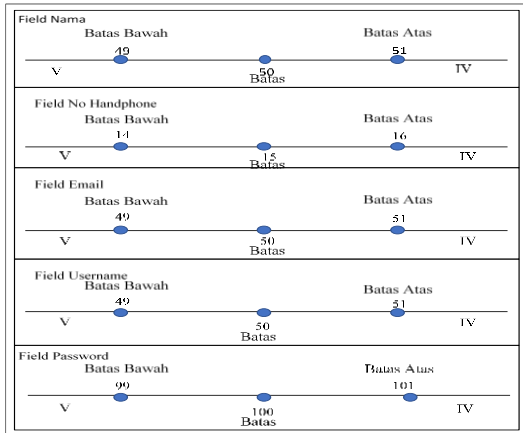 Field Nama
Batas Bawah Batas Atas
49 51
V 50 IV
Batas
Field No Handphone
Batas Bawah Batas Atas
14 16
V 15 IV
Batas
Field Email
Batas Bawah Batas Atas
49 51
V 50 IV
Batas
Field Username
Batas Bawah Batas Atas
49 51
V 50 IV
Batas
Field Password
Batas Bawah Batas Atas
99 101
V 100 IV
Batas